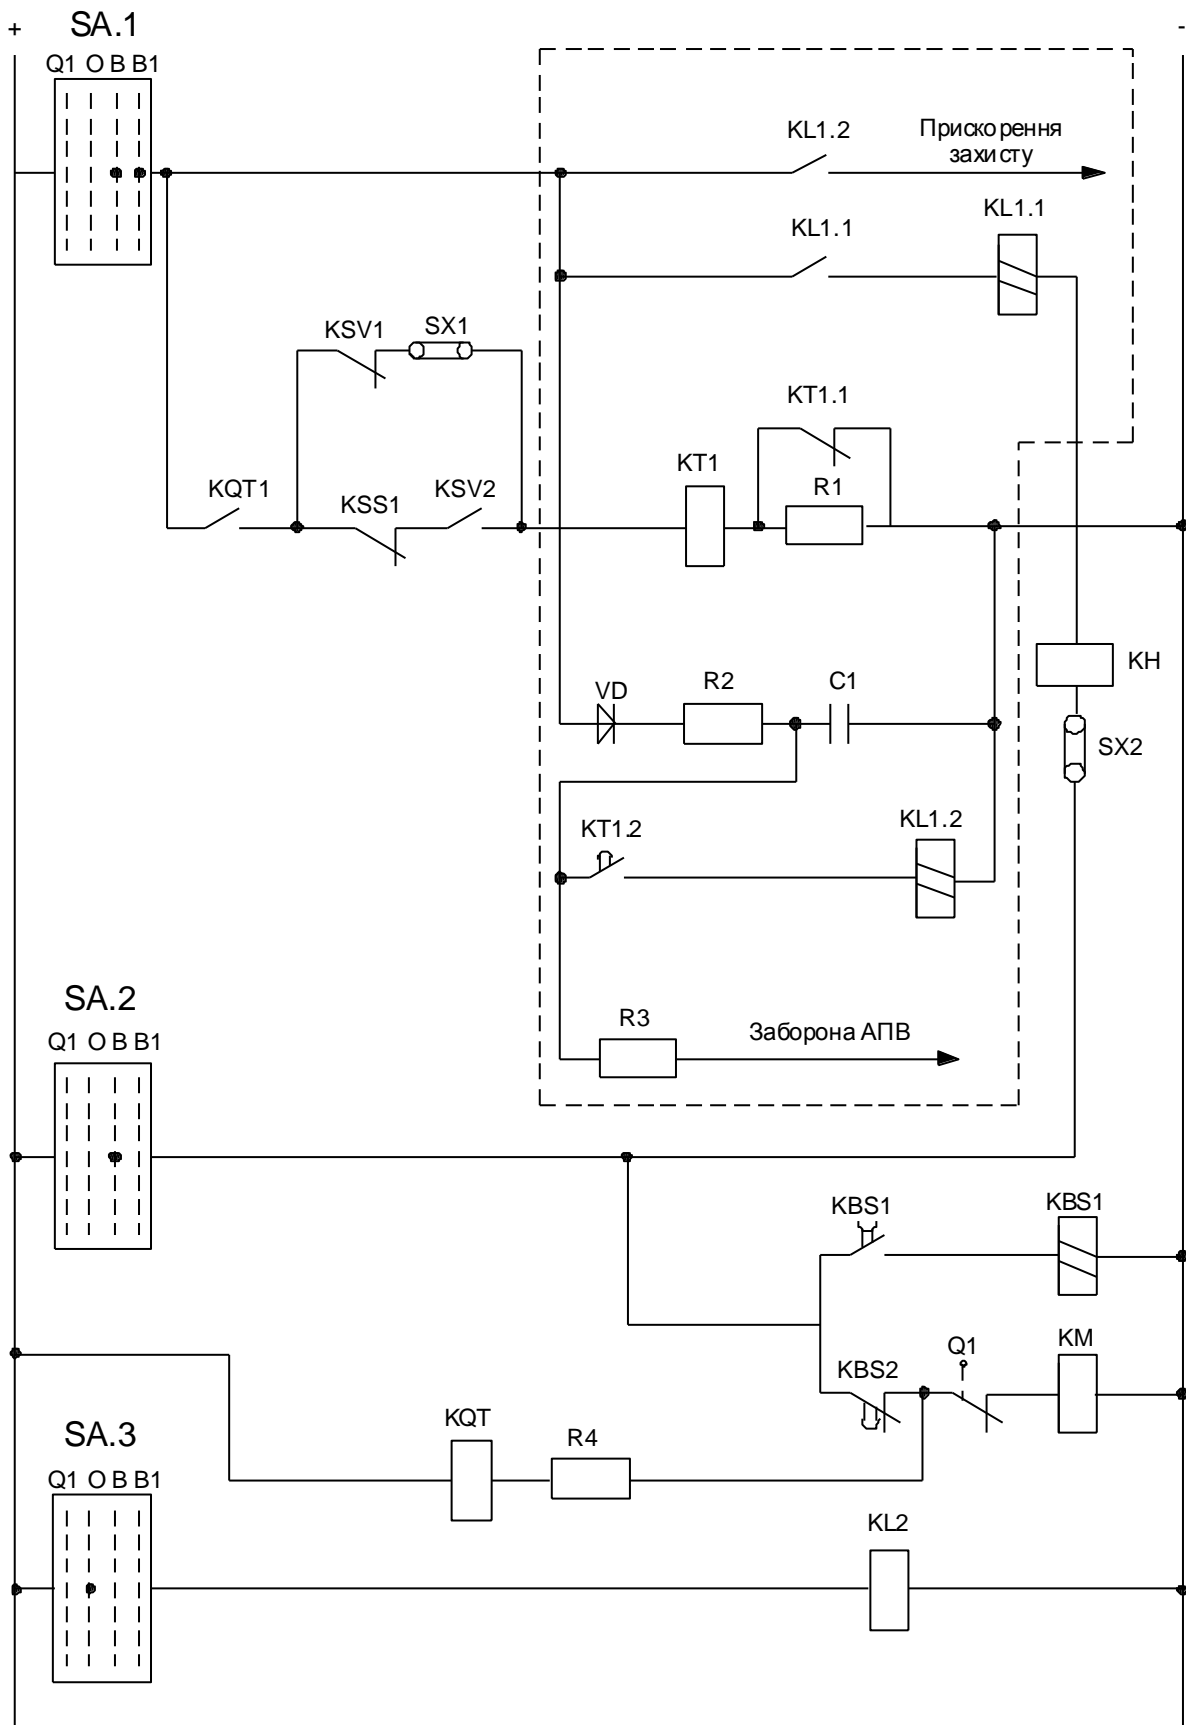 +
SA.1
-
Q1 O B B1
KL1.2
Прискорення
захисту
KL1.1
KL1.1
KSV1
SX1
KT1.1
KT1
R1
KQT1
KSS1
KSV2
KH
VD
R2
C1
SX2
KT1.2
KL1.2
R3
Заборона АПВ
SA.2
Q1 O B B1
KBS1
KBS1
Q1
KM
KBS2
KQT
R4
SA.3
Q1 O B B1
KL2